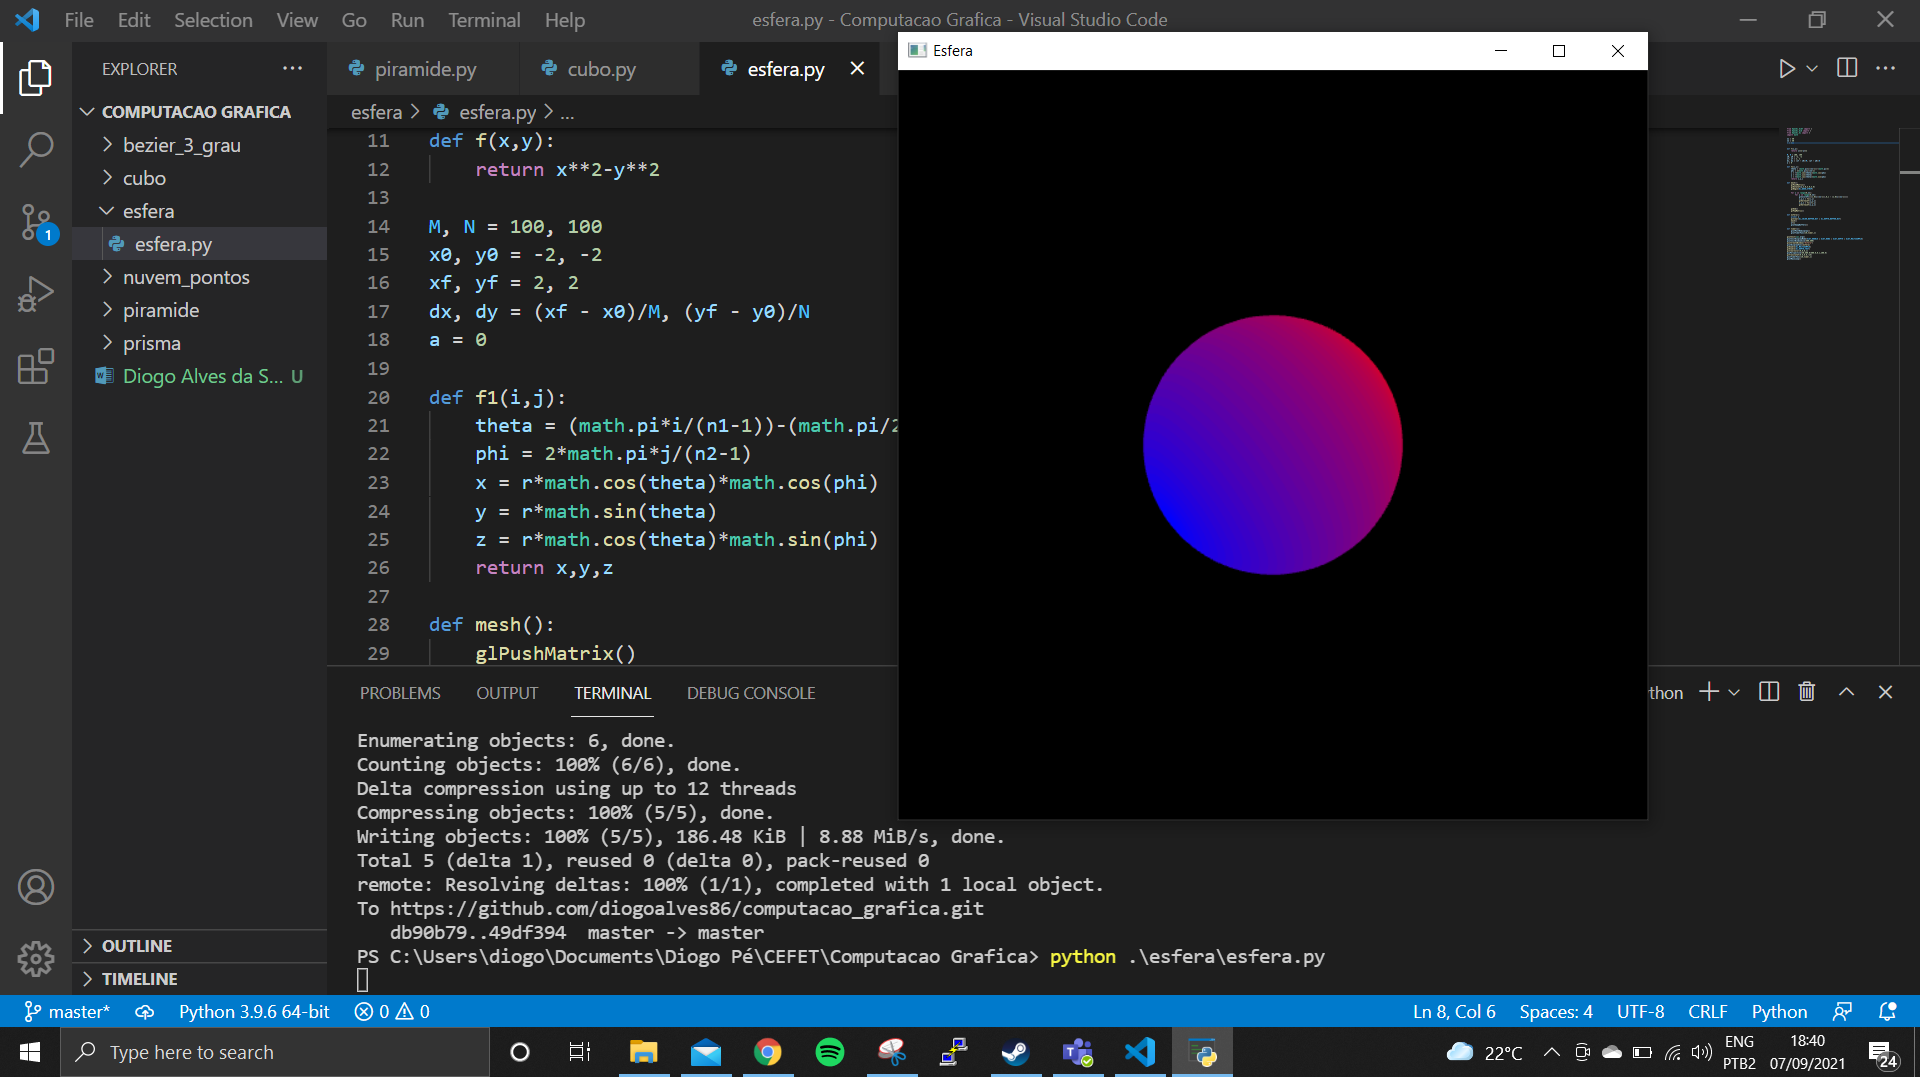 File Edit Selection View Go Run Terminal Help
esfera.py - Computacao Grafica - Visual Studio Code
EXPLORER
COMPUTACAO GRAFICA
bezier_3_grau
cubo
esfera
esfera.py
nuvem_pontos
piramide
prisma
Diogo Alves da S... U
OUTLINE
TIMELINE
1
piramide.py cubo.py esfera.py
esfera > esfera.py > ...
11 def f(x,y):
12 return x**2-y**2
13
14 M, N = 100, 100
15 x0, y0 = -2, -2
16 xf, yf = 2, 2
17 dx, dy = (xf - x0)/M, (yf - y0)/N
18 a = 0
19
20 def f1(i,j):
21 theta = (math.pi*i/(n1-1))-(math.pi/2
22 phi = 2*math.pi*j/(n2-1)
23 x = r*math.cos(theta)*math.cos(phi)
24 y = r*math.sin(theta)
25 z = r*math.cos(theta)*math.sin(phi)
26 return x,y,z
27
28 def mesh():
29 glPushMatrix()
Esfera
PROBLEMS OUTPUT TERMINAL DEBUG CONSOLE
thon
Enumerating objects: 6, done.
Counting objects: 100% (6/6), done.
Delta compression using up to 12 threads
Compressing objects: 100% (5/5), done.
Writing objects: 100% (5/5), 186.48 KiB | 8.88 MiB/s, done.
Total 5 (delta 1), reused 0 (delta 0), pack-reused 0
remote: Resolving deltas: 100% (1/1), completed with 1 local object.
To https://github.com/diogoalves86/computacao_grafica.git
db90b79..49df394 master -> master
PS C:\Users\diogo\Documents\Diogo Pé\CEFET\Computacao Grafica> python .\esfera\esfera.py
master* Python 3.9.6 64-bit 0 0 Ln 8, Col 6 Spaces: 4 UTF-8 CRLF Python
Type here to search
22°C
ENG
PTB2
18:40
07/09/2021
24